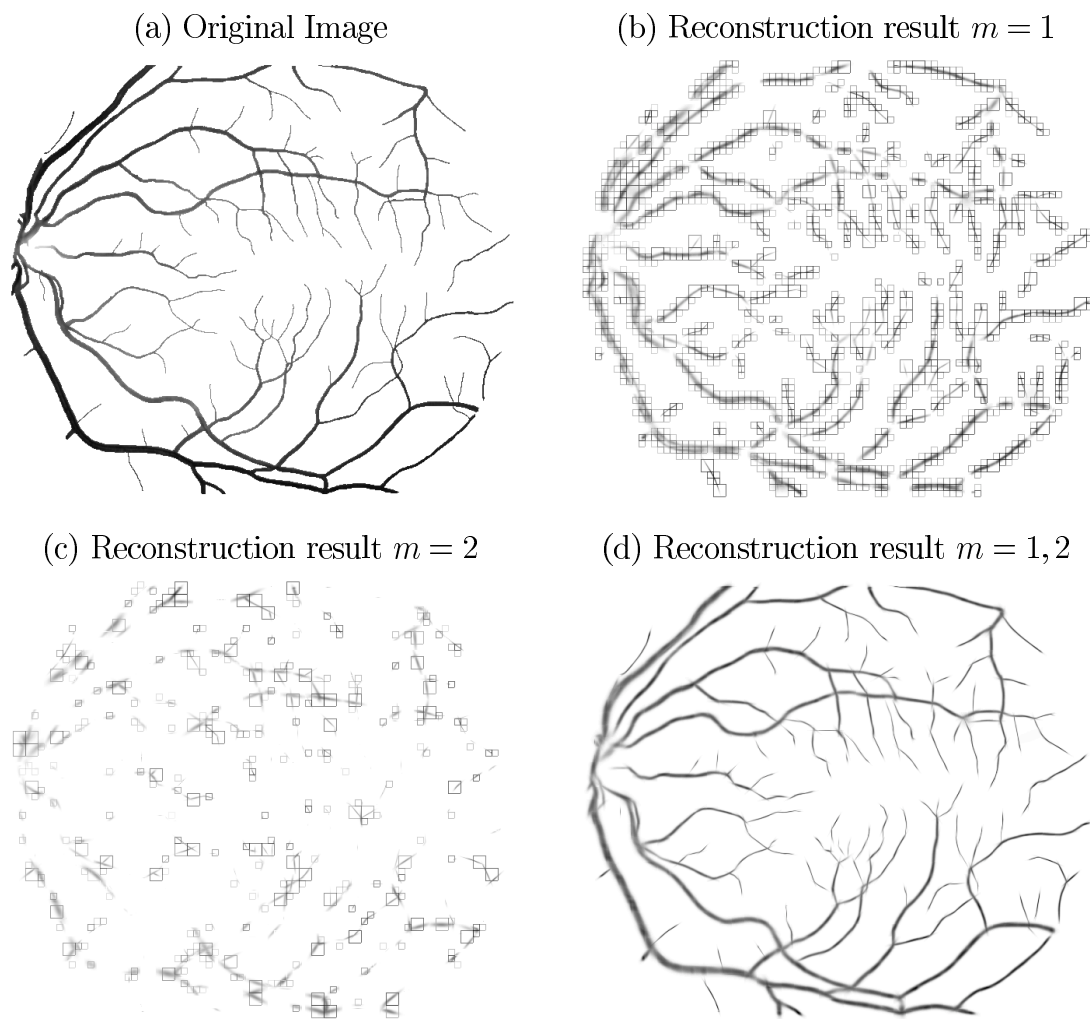 (a) Original Image
(b) Reconstruction result m = 1
(c) Reconstruction result m = 2
(d) Reconstruction result m = 1, 2